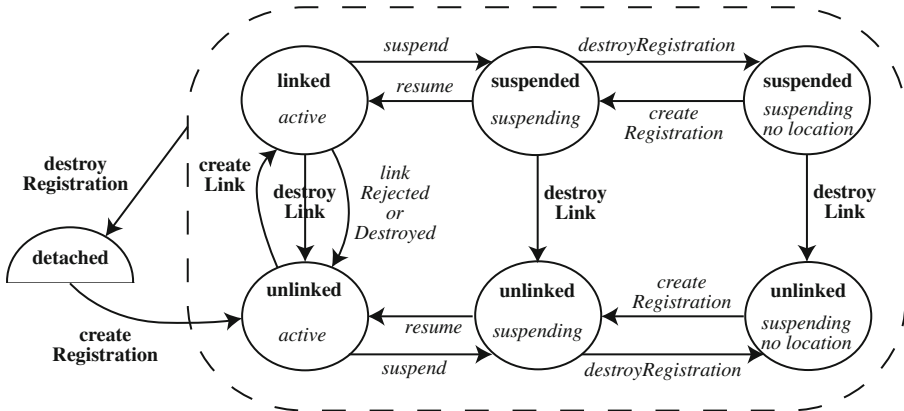 suspend
destroyRegistration
linked
active
resume
suspended
suspending
create
Registration
suspended
suspending
no location
destroy
Registration
create
Link
destroy
Link
link
Rejected
or
Destroyed
destroy
Link
destroy
Link
detached
create
Registration
unlinked
active
resume
suspend
unlinked
suspending
create
Registration
destroyRegistration
unlinked
suspending
no location